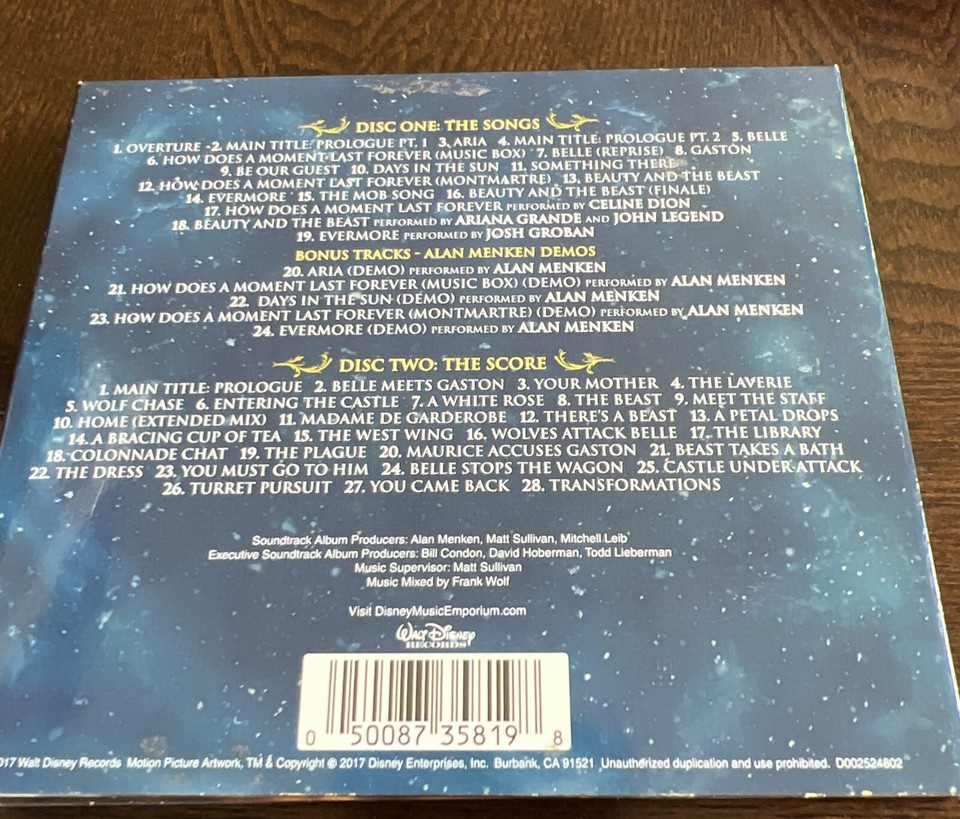 DISC ONE: THE SONGS
1. OVERTURE 2. MAIN TITLE: PROLOGUE PT. 1 3. ARIA 4. MAIN TITLE: PROLOGUE PT. 2 5. BELLE
6. HOW DOES A MOMENT LAST FOREVER (MUSIC BOX) 7. BELLE (REPRISE) 8. GASTON
9. BE OUR GUEST 10. DAYS IN THE SUN 11. SOMETHING THERE
12. HOW DOES A MOMENT LAST FOREVER (MONTMARTRE) 13. BEAUTY AND THE BEAST
14. EVERMORE 15. THE MOB SONG 16. BEAUTY AND THE BEAST (FINALE)
17. HOW DOES A MOMENT LAST FOREVER PERFORMED BY CELINE DION
18. BEAUTY AND THE BEAST PERFORMED BY ARIANA GRANDE AND JOHN LEGEND
19. EVERMORE PERFORMED BY JOSH GROBAN
BONUS TRACKS - ALAN MENKEN DEMOS
20. ARIA (DEMO) PERFORMED BY ALAN MENKEN
21. HOW DOES A MOMENT LAST FOREVER (MUSIC BOX) (DEMO) PERFORMED BY ALAN MENKEN
22. DAYS IN THE SUN (DEMO) PERFORMED BY ALAN MENKEN
23. HOW DOES A MOMENT LAST FOREVER (MONTMARTRE) (DEMO) PERFORMED BY ALAN MENKEN
24. EVERMORE (DEMO) PERFORMED BY ALAN MENKEN
DISC TWO: THE SCORE
1. MAIN TITLE: PROLOGUE 2. BELLE MEETS GASTON 3. YOUR MOTHER 4. THE LAVERIE
5. WOLF CHASE 6. ENTERING THE CASTLE 7. A WHITE ROSE 8. THE BEAST 9. MEET THE STAFF
10. HOME (EXTENDED MIX) 11. MADAME DE GARDEROBE 12. THERE'S A BEAST 13. A PETAL DROPS
14. A BRACING CUP OF TEA 15. THE WEST WING 16. WOLVES ATTACK BELLE 17. THE LIBRARY
18. COLONNADE CHAT 19. THE PLAGUE 20. MAURICE ACCUSES GASTON 21. BEAST TAKES A BATH
22. THE DRESS 23. YOU MUST GO TO HIM 24. BELLE STOPS THE WAGON 25. CASTLE UNDER ATTACK
26. TURRET PURSUIT 27. YOU CAME BACK 28. TRANSFORMATIONS
Soundtrack Album Producers: Alan Menken, Matt Sullivan, Mitchell Leib
Executive Soundtrack Album Producers: Bill Condon, David Hoberman, Todd Lieberman
Music Supervisor: Matt Sullivan
Music Mixed by Frank Wolf
Visit DisneyMusicEmporium.com
WALT DISNEY
RECORDS
0 50087 35819 8
017 Walt Disney Records Motion Picture Artwork, TM & Copyright © 2017 Disney Enterprises, Inc. Burbank, CA 91521 Unauthorized duplication and use prohibited. D002524802